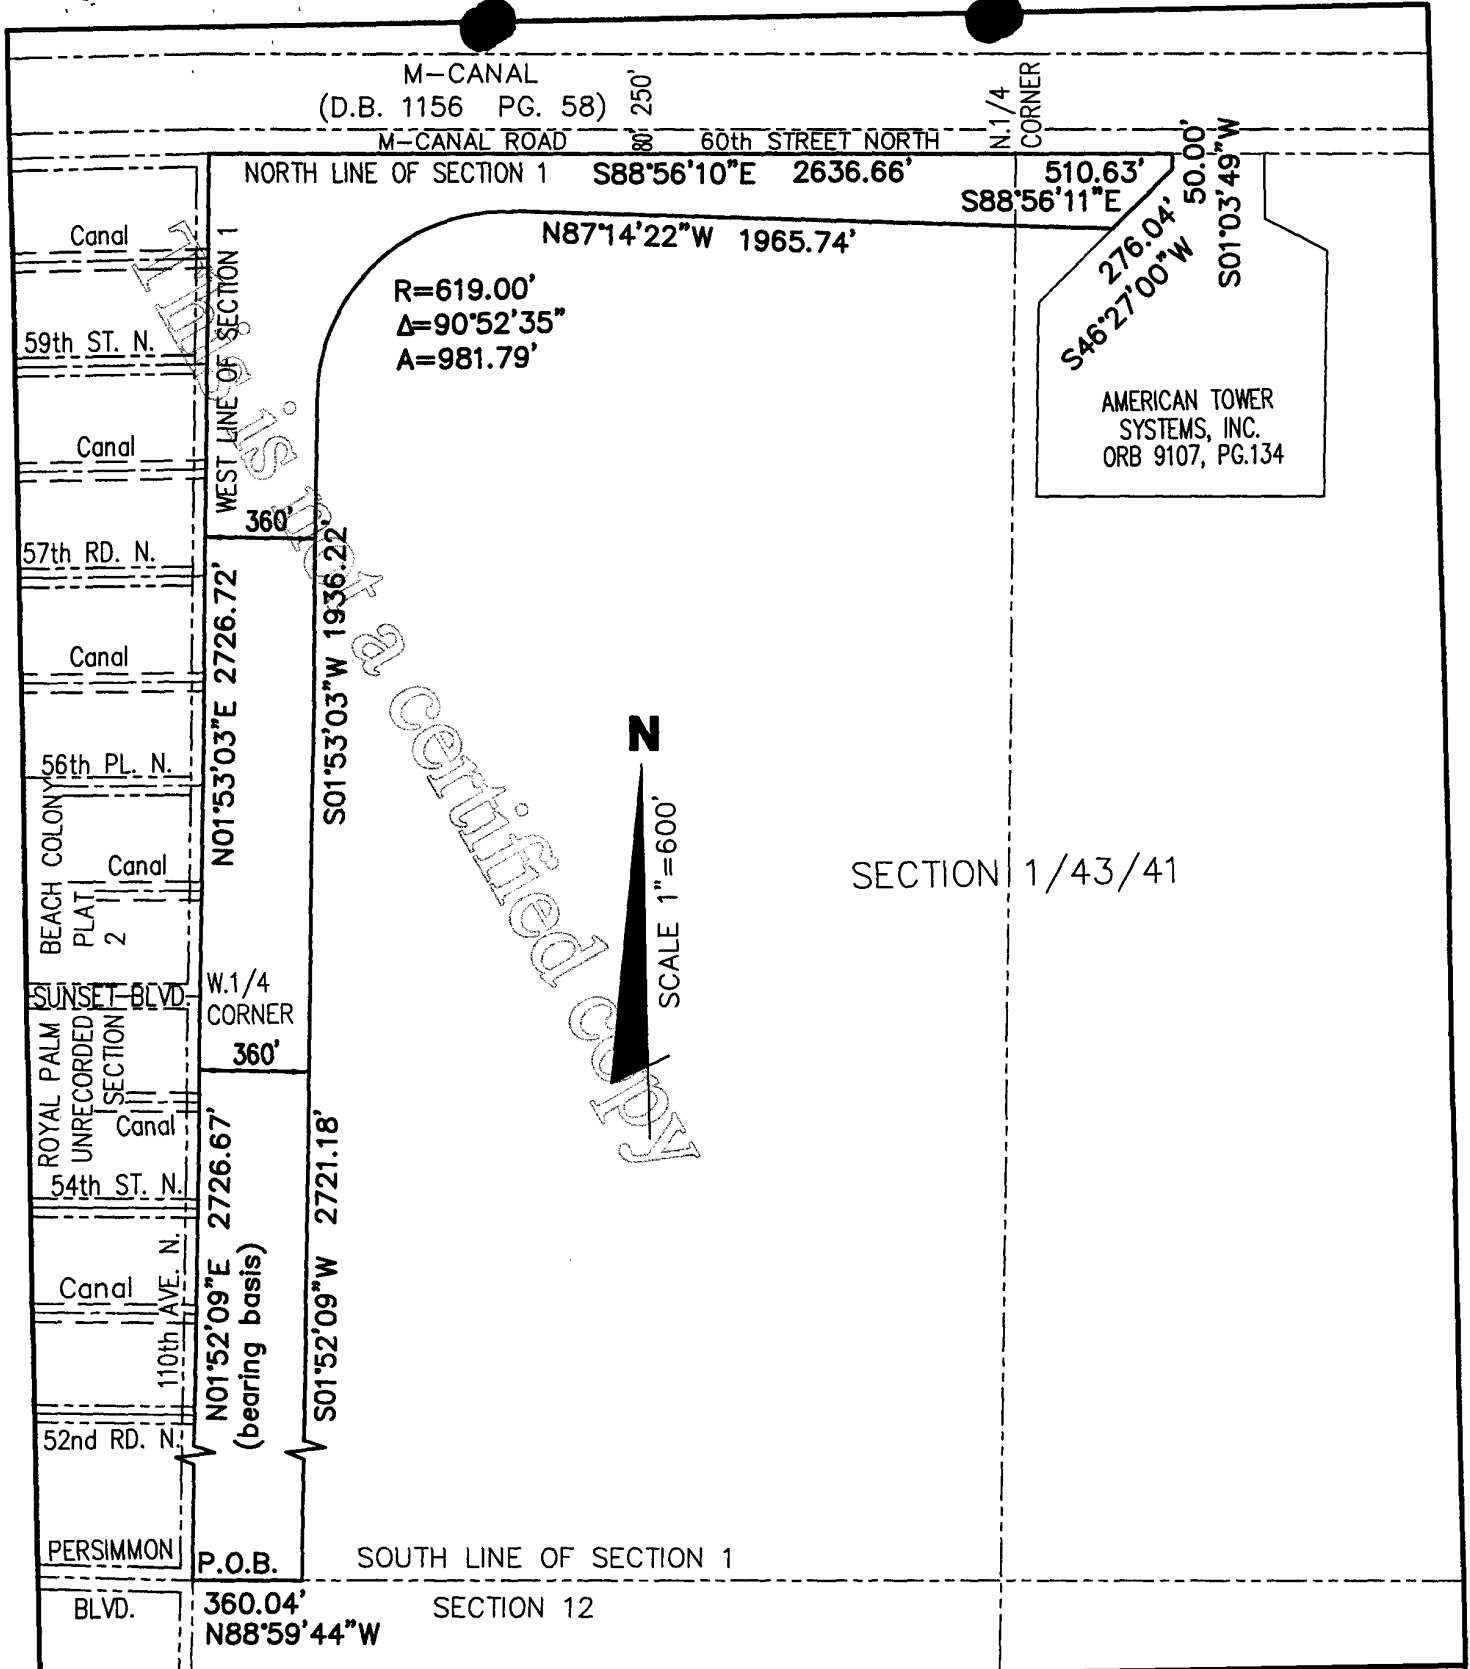 M-CANAL
(D.B. 1156 PG. 58)
250'
M-CANAL ROAD
80'
60th STREET NORTH
N.1/4
CORNER
NORTH LINE OF SECTION 1
S88°56'10"E 2636.66'
510.63'
S88°56'11"E
50.00'
S01°03'49"W
N87°14'22"W 1965.74'
276.04'
S46°27'00"W
R=619.00'
Δ=90°52'35"
A=981.79'
AMERICAN TOWER
SYSTEMS, INC.
ORB 9107, PG.134
Canal
59th ST. N.
Canal
57th RD. N.
Canal
56th PL. N.
Canal
WEST LINE OF SECTION 1
360'
N01°53'03"E 2726.72'
S01°53'03"W 1936.22'
This is not a certified copy
N
SCALE 1"=600'
SECTION 1/43/41
BEACH COLONY
PLAT
2
SUNSET BLVD
W.1/4
CORNER
360'
ROYAL PALM
UNRECORDED
SECTION
Canal
54th ST. N.
Canal
110th AVE. N.
52nd RD. N.
N01°52'09"E 2726.67'
(bearing basis)
S01°52'09"W 2721.18'
PERSIMMON
BLVD.
P.O.B.
SOUTH LINE OF SECTION 1
360.04'
N88°59'44"W
SECTION 12